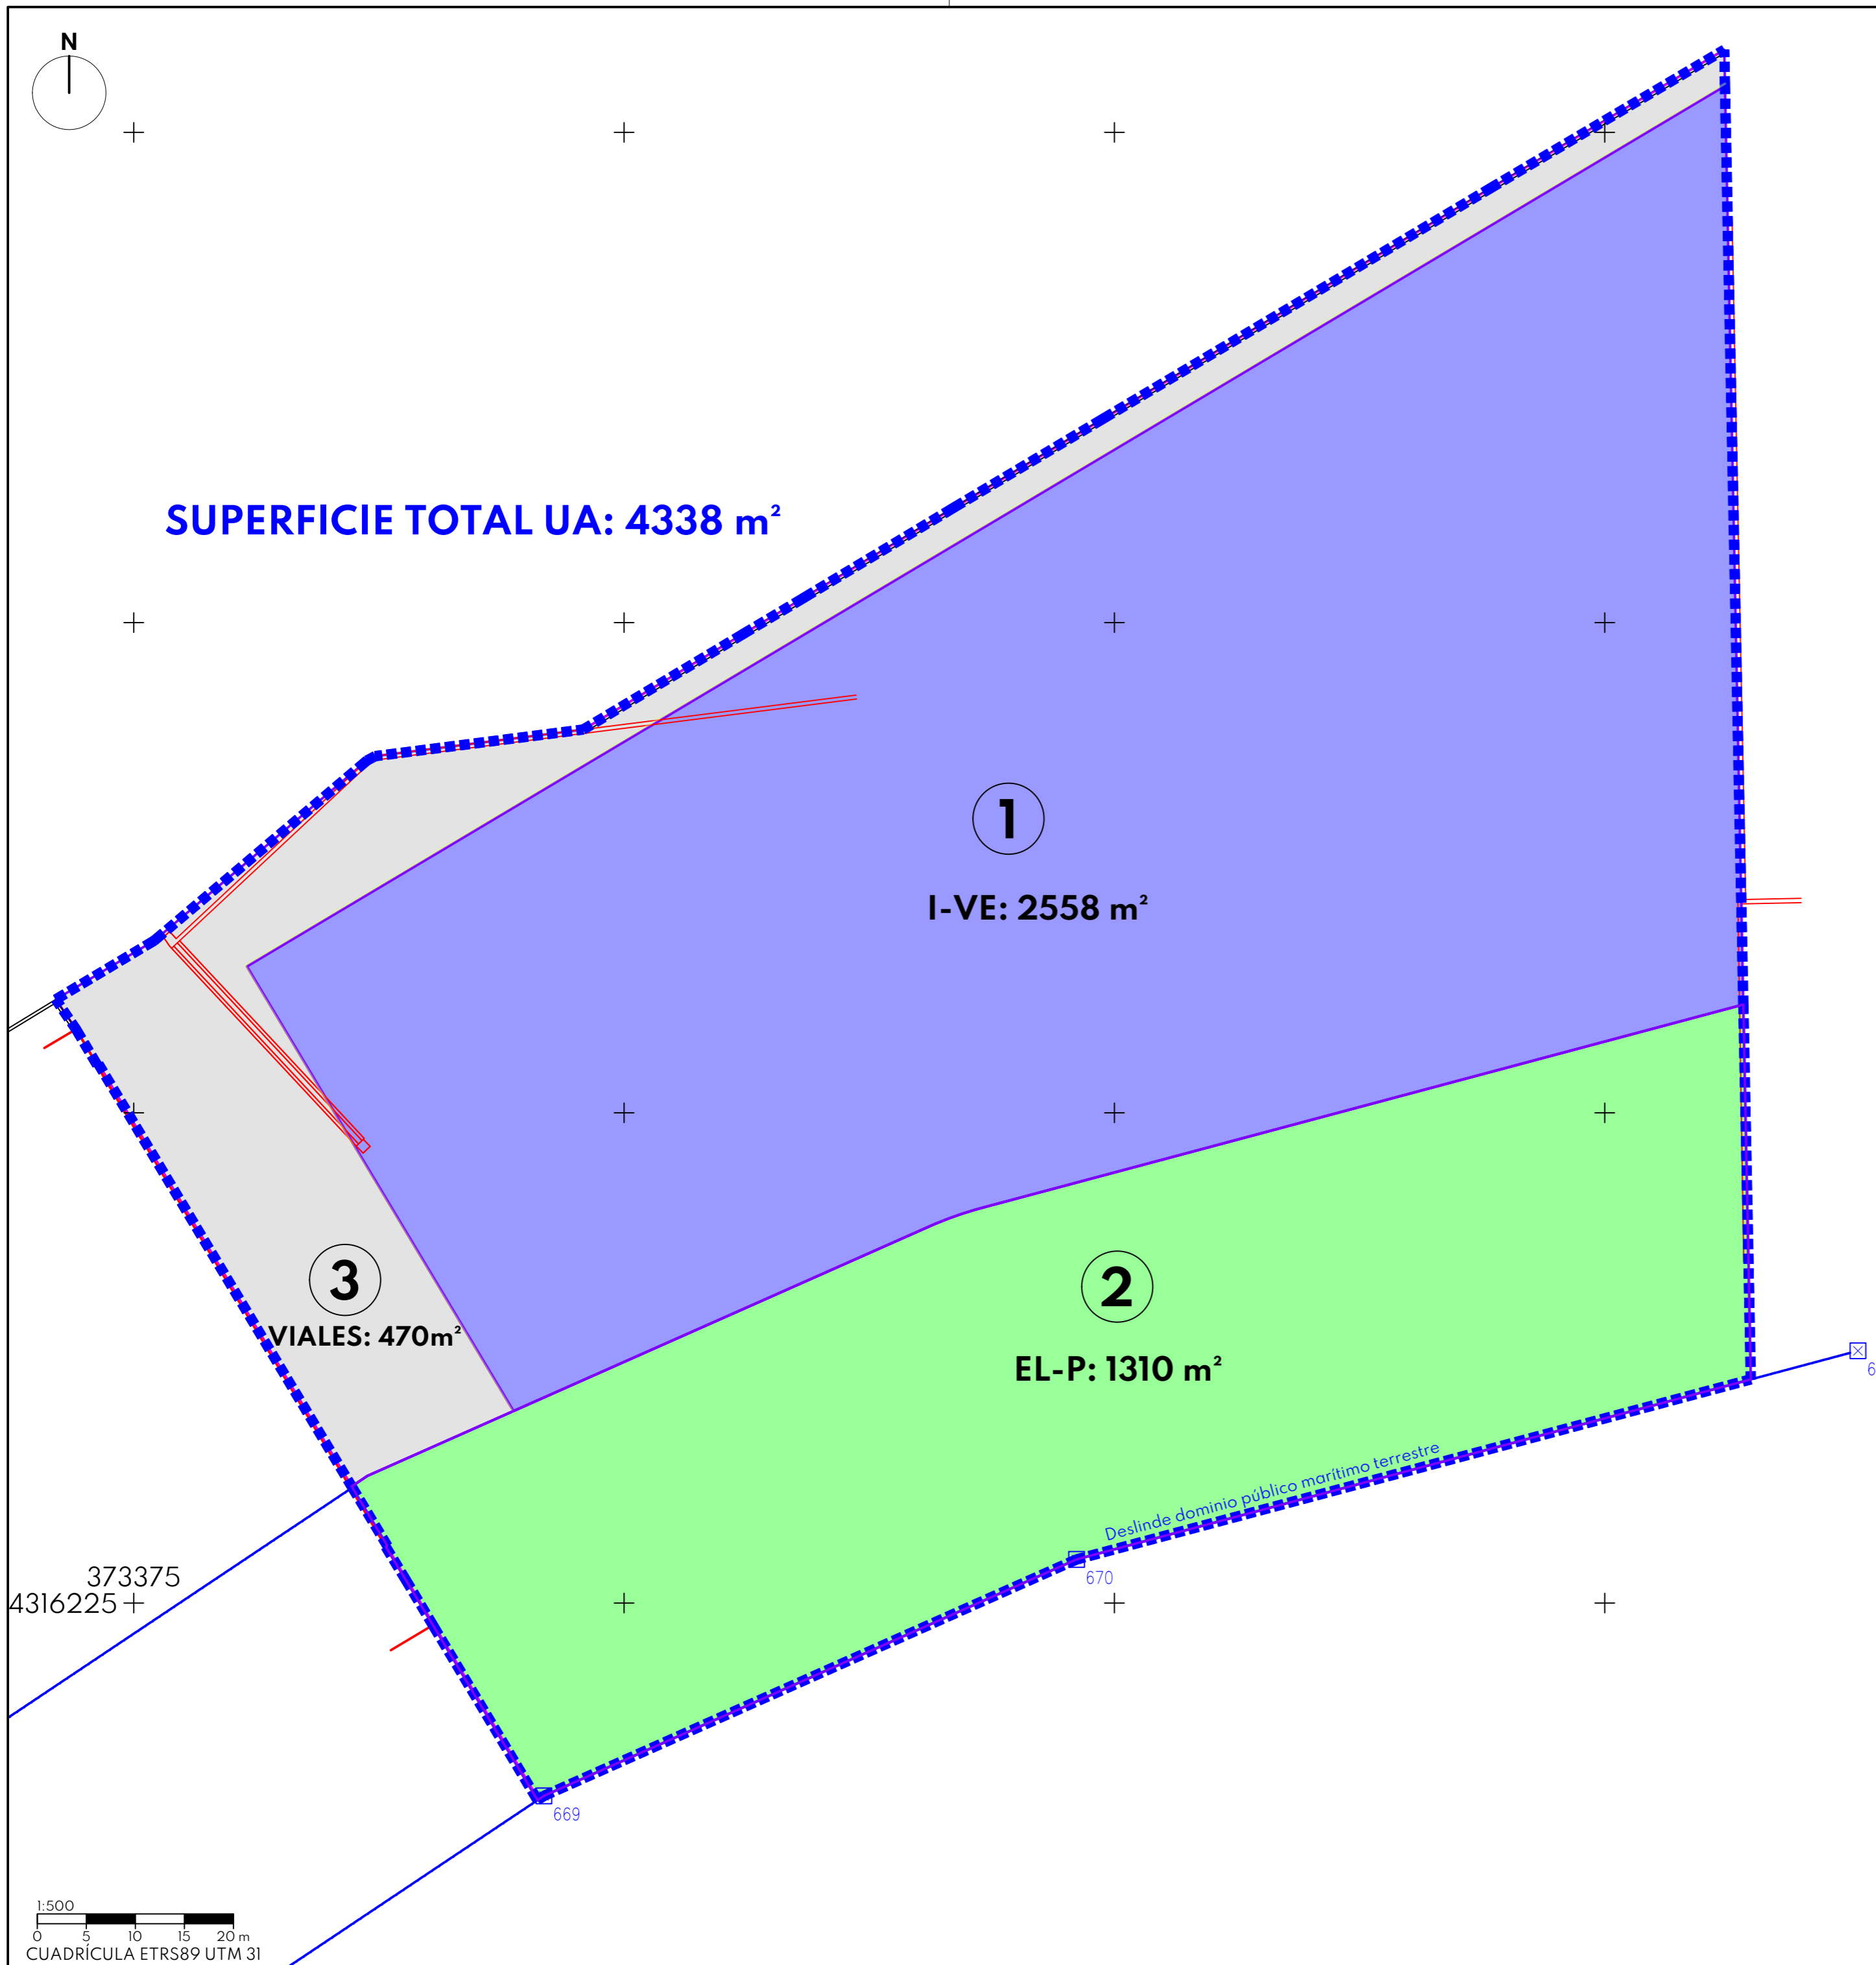 N
SUPERFICIE TOTAL UA: 4338 m²
1
I-VE: 2558 m²
3
VIALES: 470m²
2
EL-P: 1310 m²
6
Deslinde dominio público marítimo terrestre
670
373375
4316225
669
1:500
0 5 10 15 20 m
CUADRÍCULA ETRS89 UTM 31